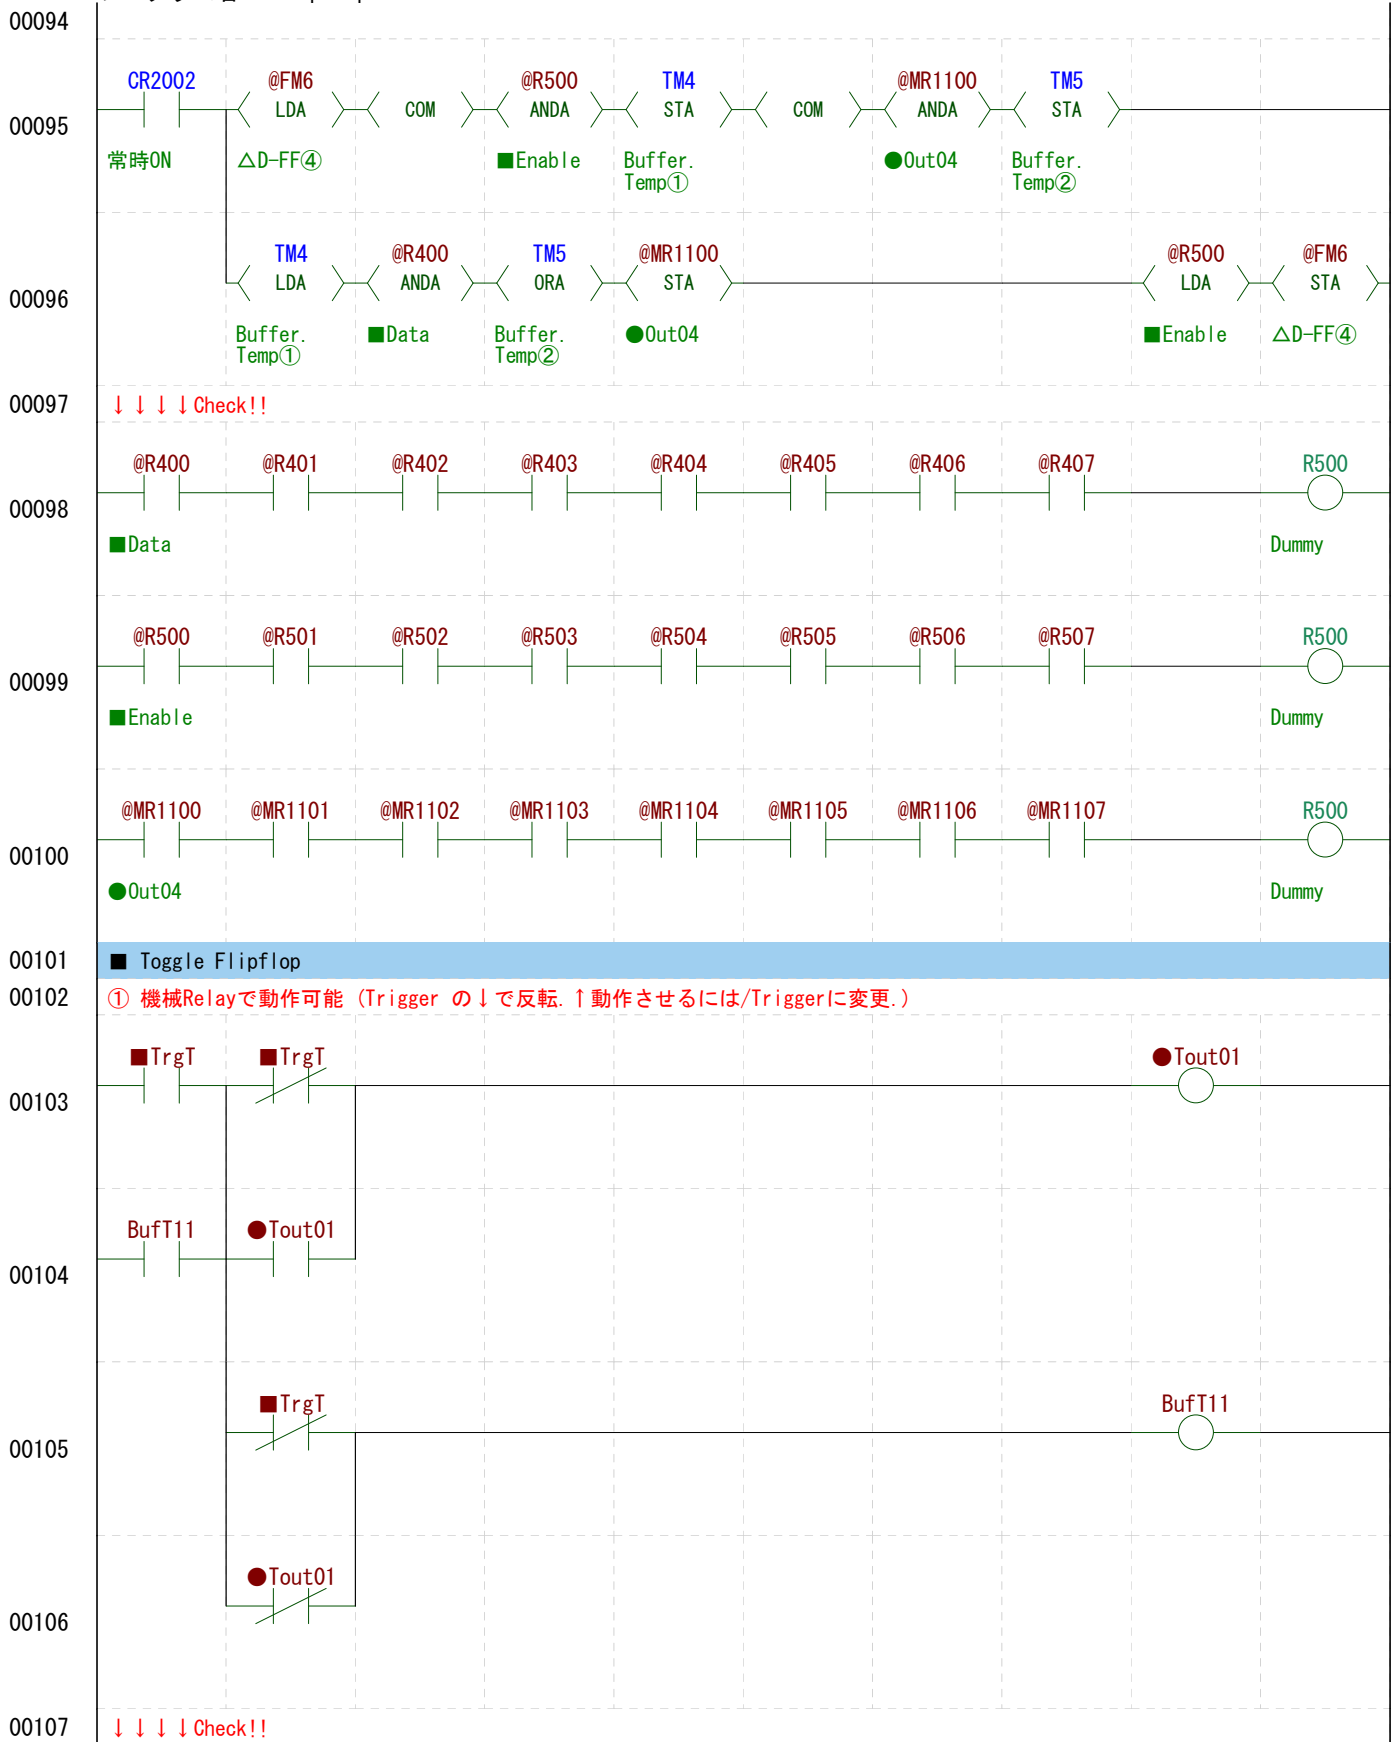 00094
CR2002 @FM6 @R500 TM4 @MR1100 TM5
LDA COM ANDA STA COM ANDA STA
00095
常時ON △D-FF④ ■Enable Buffer. ●Out04 Buffer.
Temp① Temp②
TM4 @R400 TM5 @MR1100 @R500 @FM6
LDA ANDA ORA STA LDA STA
00096
Buffer. ■Data Buffer. ●Out04 ■Enable △D-FF④
Temp① Temp②
00097 ↓↓↓↓Check!!
@R400 @R401 @R402 @R403 @R404 @R405 @R406 @R407 R500
00098
■Data Dummy
@R500 @R501 @R502 @R503 @R504 @R505 @R506 @R507 R500
00099
■Enable Dummy
@MR1100 @MR1101 @MR1102 @MR1103 @MR1104 @MR1105 @MR1106 @MR1107 R500
00100
●Out04 Dummy
00101 ■ Toggle Flipflop
00102 ① 機械Relayで動作可能 (Trigger の↓で反転.↑動作させるには/Triggerに変更.)
■TrgT ■TrgT ●Tout01
00103
BufT11 ●Tout01
00104
■TrgT BufT11
00105
●Tout01
00106
00107 ↓↓↓↓Check!!